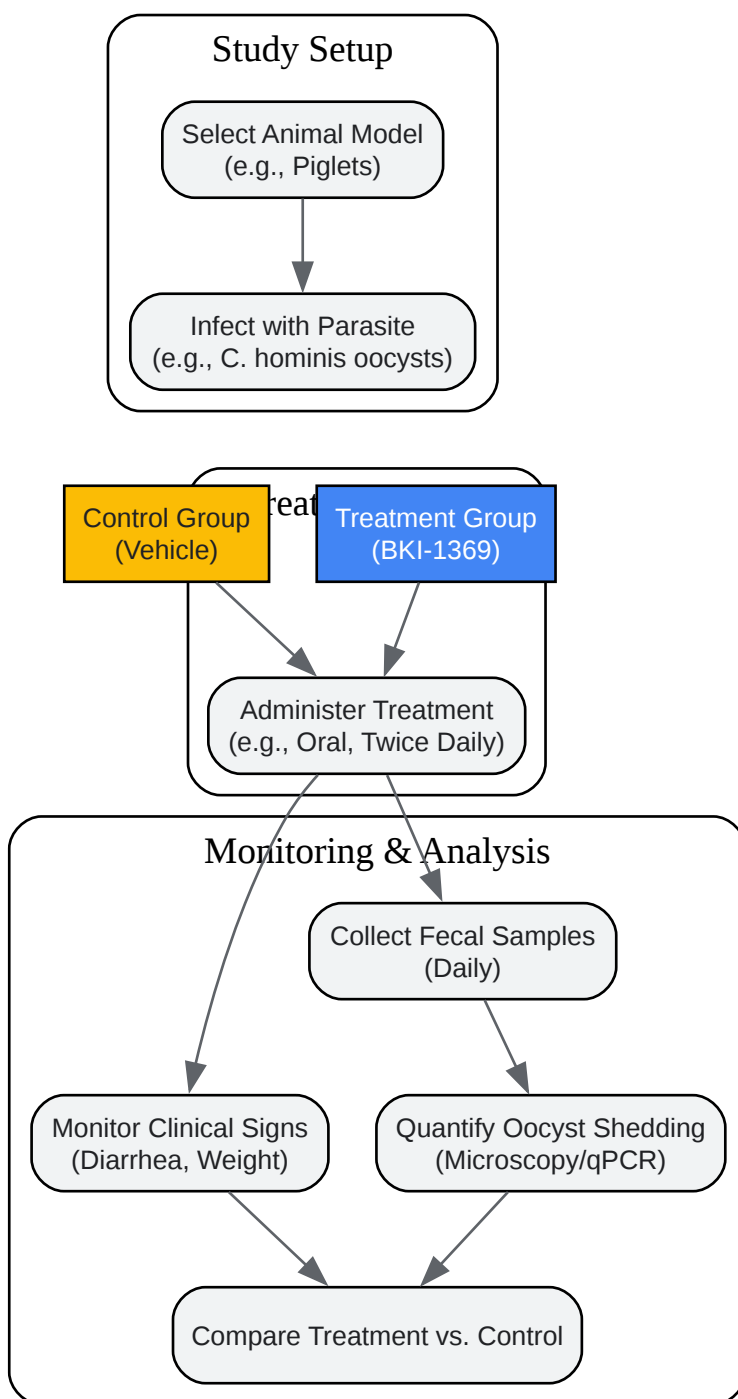 Study Setup
Select Animal Model
(e.g., Piglets)
Infect with Parasite
(e.g., C. hominis oocysts)
Control Group
(Vehicle)
Treatment Group
(BKI-1369)
Administer Treatment
(e.g., Oral, Twice Daily)
Monitoring & Analysis
Collect Fecal Samples
(Daily)
Monitor Clinical Signs
(Diarrhea, Weight)
Quantify Oocyst Shedding
(Microscopy/qPCR)
Compare Treatment vs. Control